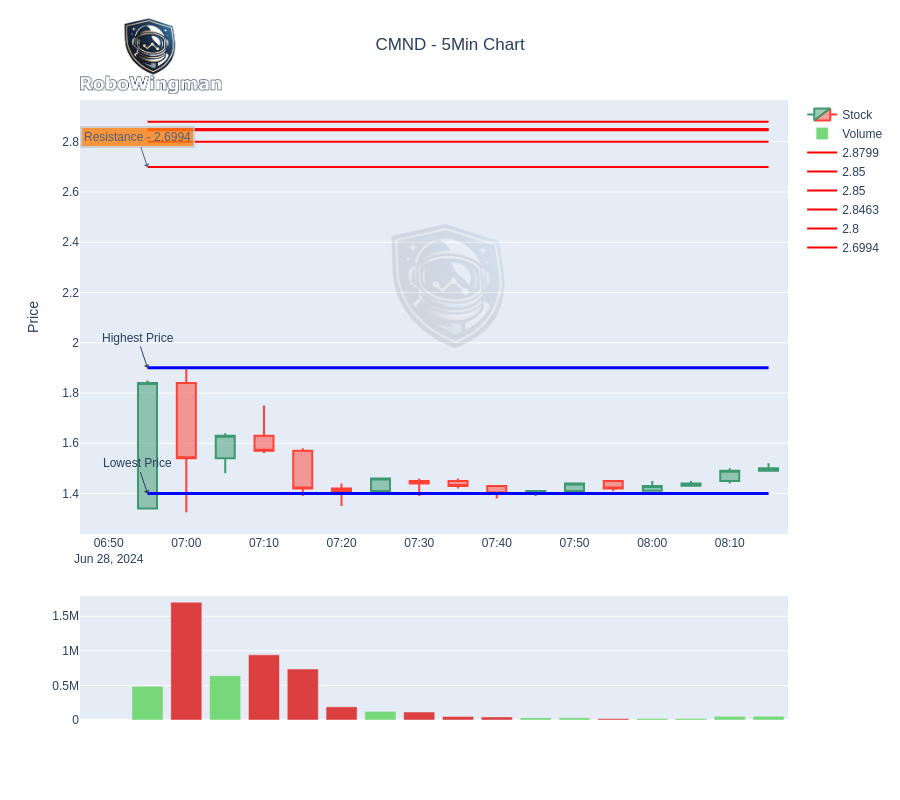 RoboWingman
CMND - 5Min Chart
Stock
Volume
2.8799
2.85
2.85
2.8463
2.8
2.6994
Resistance - 2.6994
Price
2.8
2.6
2.4
2.2
2
1.8
1.6
1.4
Highest Price
Lowest Price
06:50
07:00
07:10
07:20
07:30
07:40
07:50
08:00
08:10
Jun 28, 2024
1.5M
1M
0.5M
0